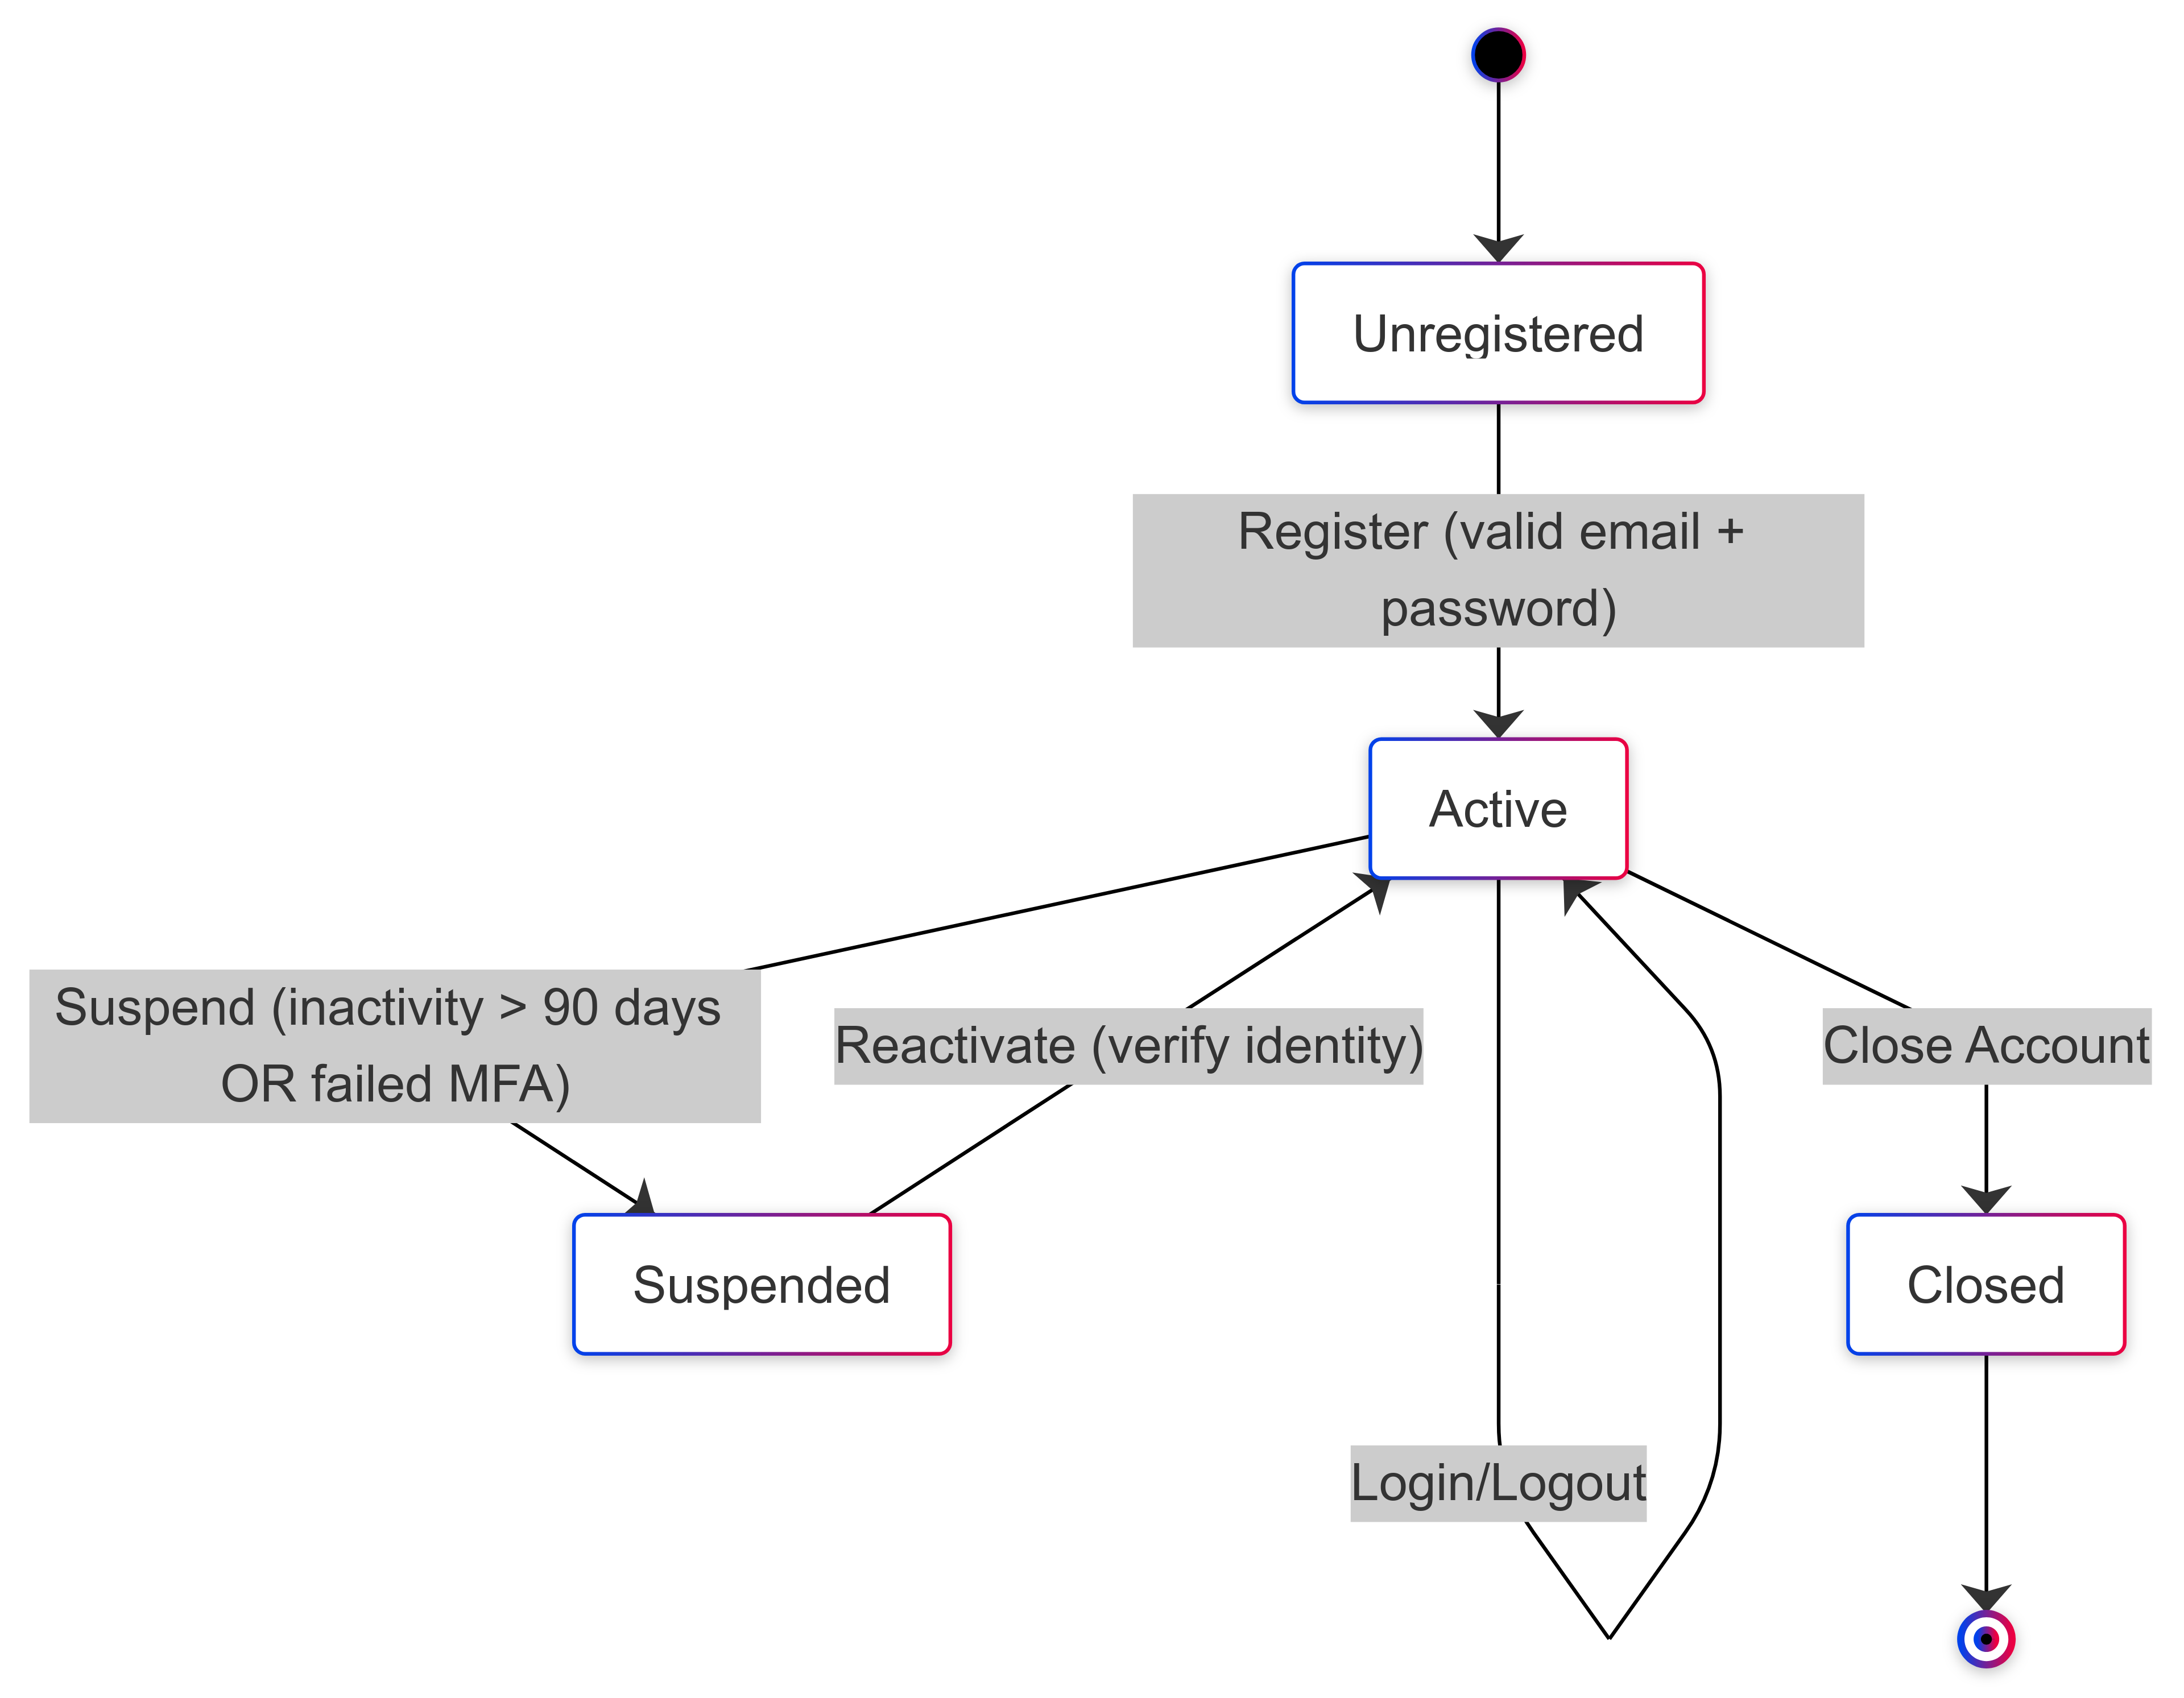 Unregistered
Register (valid email +
password)
Active
Suspend (inactivity > 90 days
OR failed MFA)
Reactivate (verify identity)
Close Account
Suspended
Closed
Login/Logout